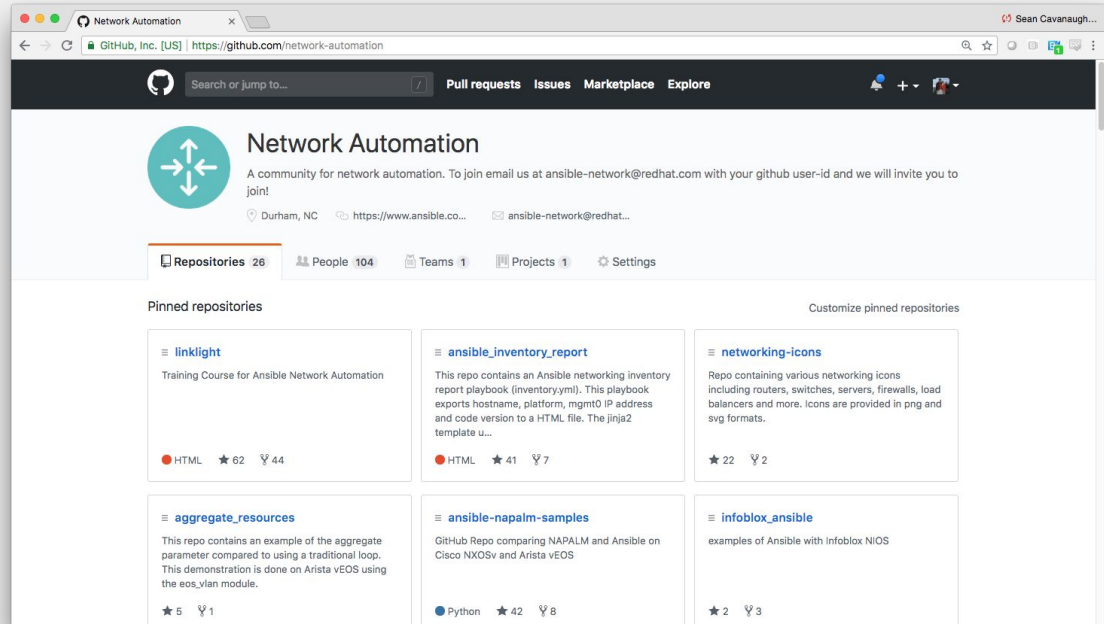 Network Automation
Sean Cavanaugh...
GitHub, Inc. [US] https://github.com/network-automation
Search or jump to... / Pull requests Issues Marketplace Explore
Network Automation
A community for network automation. To join email us at ansible-network@redhat.com with your github user-id and we will invite you to
join!
Durham, NC https://www.ansible.co... ansible-network@redhat...
Repositories 26 People 104 Teams 1 Projects 1 Settings
Pinned repositories
Customize pinned repositories
linklight
Training Course for Ansible Network Automation
HTML 62 44
ansible_inventory_report
This repo contains an Ansible networking inventory
report playbook (inventory.yml). This playbook
exports hostname, platform, mgmt0 IP address
and code version to a HTML file. The jinja2
template u...
HTML 41 7
networking-icons
Repo containing various networking icons
including routers, switches, servers, firewalls, load
balancers and more. Icons are provided in png and
svg formats.
22 2
aggregate_resources
This repo contains an example of the aggregate
parameter compared to using a traditional loop.
This demonstration is done on Arista vEOS using
the eos_vlan module.
5 1
ansible-napalm-samples
GitHub Repo comparing NAPALM and Ansible on
Cisco NXOSv and Arista vEOS
Python 42 8
infoblox_ansible
examples of Ansible with Infoblox NIOS
2 3